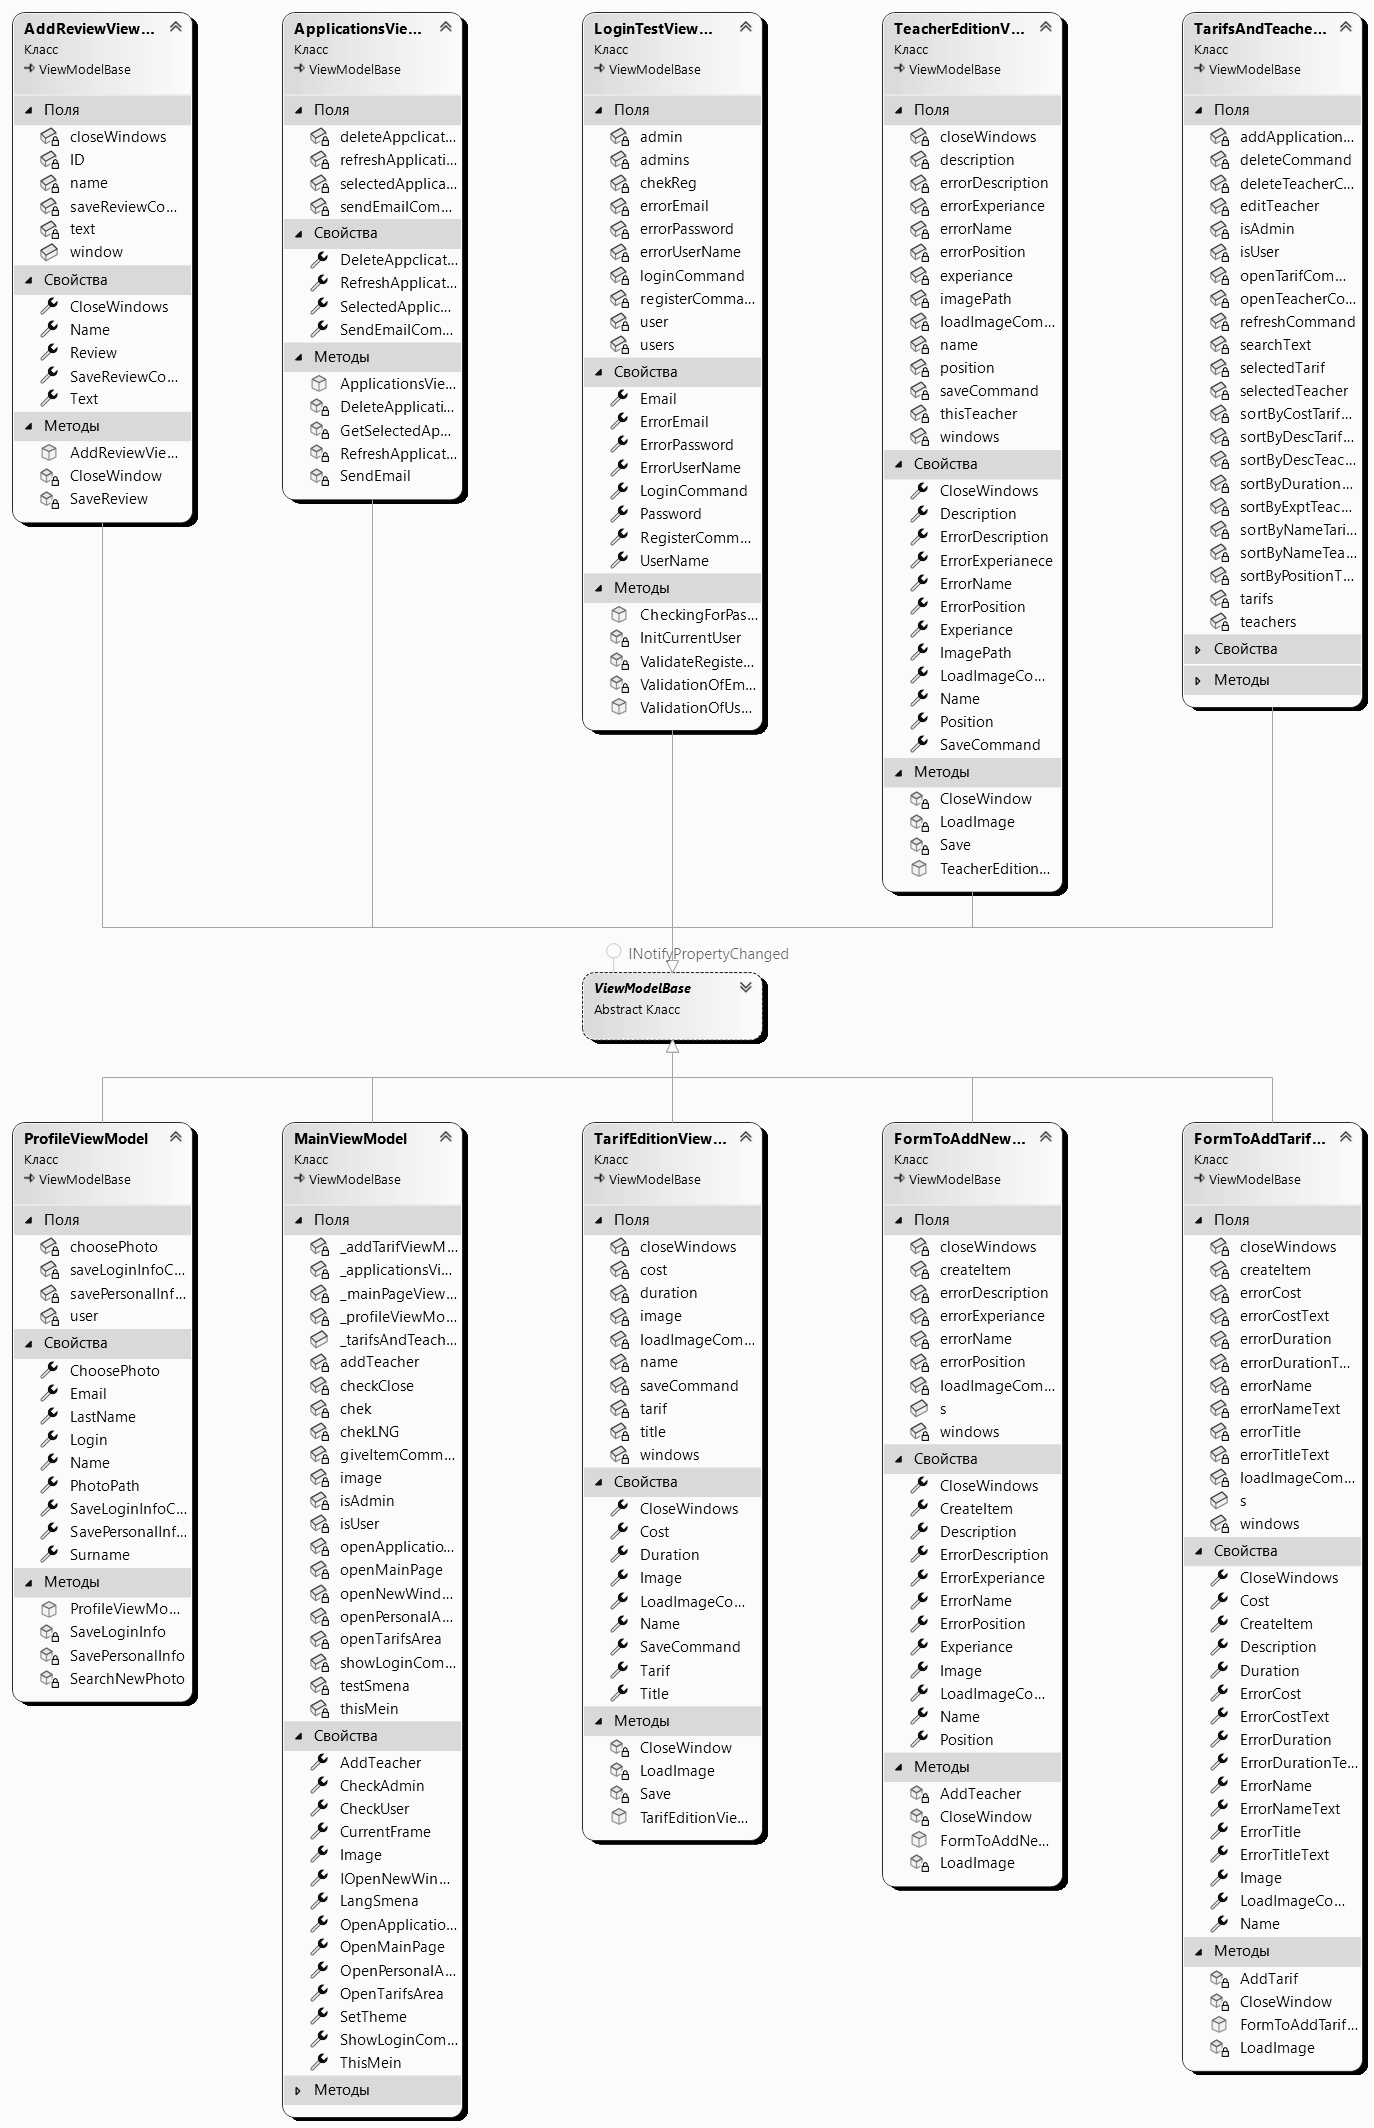 AddReviewView...
Класс
ViewModelBase
Поля
closeWindows
ID
name
saveReviewCo...
text
window
Свойства
CloseWindows
Name
Review
SaveReviewCo...
Text
Методы
AddReviewVie...
CloseWindow
SaveReview
ApplicationsVie...
Класс
ViewModelBase
Поля
deleteAppclicat...
refreshApplicati...
selectedApplica...
sendEmailCom...
Свойства
DeleteAppclicat...
RefreshApplicat...
SelectedApplic...
SendEmailCom...
Методы
ApplicationsVie...
DeleteApplicati...
GetSelectedAp...
RefreshApplicat...
SendEmail
LoginTestView...
Класс
ViewModelBase
Поля
admin
admins
chekReg
errorEmail
errorPassword
errorUserName
loginCommand
registerComma...
user
users
Свойства
Email
ErrorEmail
ErrorPassword
ErrorUserName
LoginCommand
Password
RegisterComm...
UserName
Методы
CheckingForPas...
InitCurrentUser
ValidateRegiste...
ValidationOfEm...
ValidationOfUs...
TeacherEditionV...
Класс
ViewModelBase
Поля
closeWindows
description
errorDescription
errorExperiance
errorName
errorPosition
experiance
imagePath
loadImageCom...
name
position
saveCommand
thisTeacher
windows
Свойства
CloseWindows
Description
ErrorDescription
ErrorExperianece
ErrorName
ErrorPosition
Experiance
ImagePath
LoadImageCo...
Name
Position
SaveCommand
Методы
CloseWindow
LoadImage
Save
TeacherEdition...
TarifsAndTeache...
Класс
ViewModelBase
Поля
addApplication...
deleteCommand
deleteTeacherC...
editTeacher
isAdmin
isUser
openTarifCom...
openTeacherCo...
refreshCommand
searchText
selectedTarif
selectedTeacher
sortByCostTarif...
sortByDescTarif...
sortByDescTeac...
sortByDuration...
sortByExptTeac...
sortByNameTari...
sortByNameTea...
sortByPositionT...
tarifs
teachers
Свойства
Методы
INotifyPropertyChanged
ViewModelBase
Abstract Класс
ProfileViewModel
Класс
ViewModelBase
Поля
choosePhoto
saveLoginInfoC...
savePersonalInf...
user
Свойства
ChoosePhoto
Email
LastName
Login
Name
PhotoPath
SaveLoginInfoC...
SavePersonalInf...
Surname
Методы
ProfileViewMo...
SaveLoginInfo
SavePersonalInfo
SearchNewPhoto
MainViewModel
Класс
ViewModelBase
Поля
_addTarifViewM...
_applicationsVi...
_mainPageView...
_profileViewMo...
_tarifsAndTeach...
addTeacher
checkClose
chek
chekLNG
giveItemComm...
image
isAdmin
isUser
openApplicatio...
openMainPage
openNewWind...
openPersonalA...
openTarifsArea
showLoginCom...
testSmena
thisMein
Свойства
AddTeacher
CheckAdmin
CheckUser
CurrentFrame
Image
IOpenNewWin...
LangSmena
OpenApplicatio...
OpenMainPage
OpenPersonalA...
OpenTarifsArea
SetTheme
ShowLoginCom...
ThisMein
Методы
TarifEditionView...
Класс
ViewModelBase
Поля
closeWindows
cost
duration
image
loadImageCom...
name
saveCommand
tarif
title
windows
Свойства
CloseWindows
Cost
Duration
Image
LoadImageCo...
Name
SaveCommand
Tarif
Title
Методы
CloseWindow
LoadImage
Save
TarifEditionVie...
FormToAddNew...
Класс
ViewModelBase
Поля
closeWindows
createItem
errorDescription
errorExperiance
errorName
errorPosition
loadImageCom...
s
windows
Свойства
CloseWindows
CreateItem
Description
ErrorDescription
ErrorExperiance
ErrorName
ErrorPosition
Experiance
Image
LoadImageCo...
Name
Position
Методы
AddTeacher
CloseWindow
FormToAddNe...
LoadImage
FormToAddTarif...
Класс
ViewModelBase
Поля
closeWindows
createItem
errorCost
errorCostText
errorDuration
errorDurationT...
errorName
errorNameText
errorTitle
errorTitleText
loadImageCom...
s
windows
Свойства
CloseWindows
Cost
CreateItem
Description
Duration
ErrorCost
ErrorCostText
ErrorDuration
ErrorDurationTe...
ErrorName
ErrorNameText
ErrorTitle
ErrorTitleText
Image
LoadImageCo...
Name
Методы
AddTarif
CloseWindow
FormToAddTarif...
LoadImage